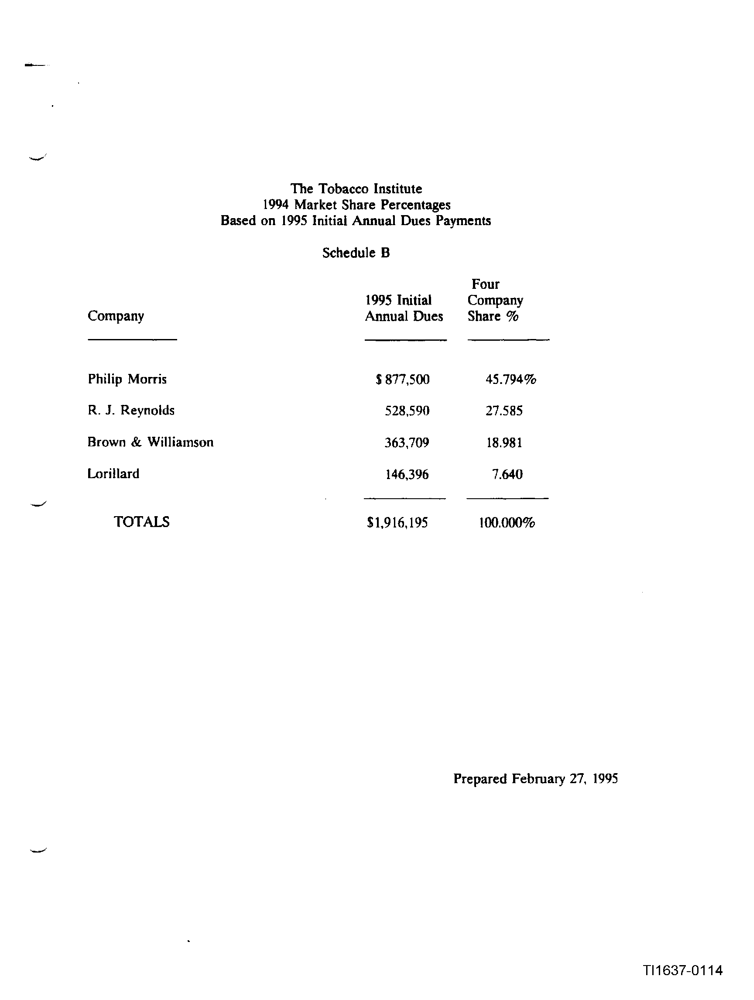 The Tobacco Institute
1994 Market Share Percentages
Based on 1995 Initial Annual Dues Payments
Schedule B
Four
1995 Initial Company
Company Annual Dues Share %
Philip Morris $ 877,500 45.794%
R. J. Reynolds 528,590 27.585
Brown & Williamson 363,709 18.981
Lorillard 146,396 7.640
TOTALS $1,916,195 100.000%
Prepared February 27, 1995
TI1637-0114